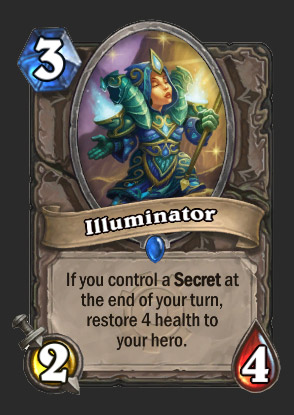 3
Illuminator
If you control a Secret at
the end of your turn,
restore 4 health to
your hero.
2
4